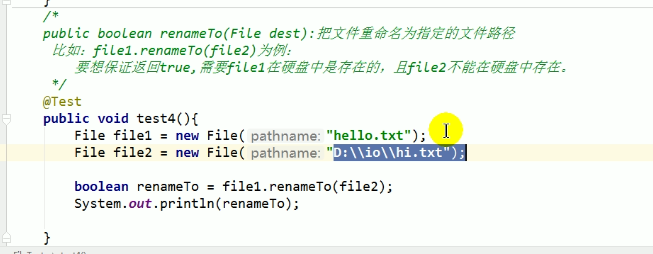 }
/*
public boolean renameTo(File dest):把文件重命名为指定的文件路径
比如：file1.renameTo(file2)为例：
要想保证返回true,需要file1在硬盘中是存在的，且file2不能在硬盘中存在。
*/
@Test
public void test4(){
File file1 = new File( pathname: "hello.txt");
File file2 = new File( pathname: "D:\\io\\hi.txt");
boolean renameTo = file1.renameTo(file2);
System.out.println(renameTo);
}